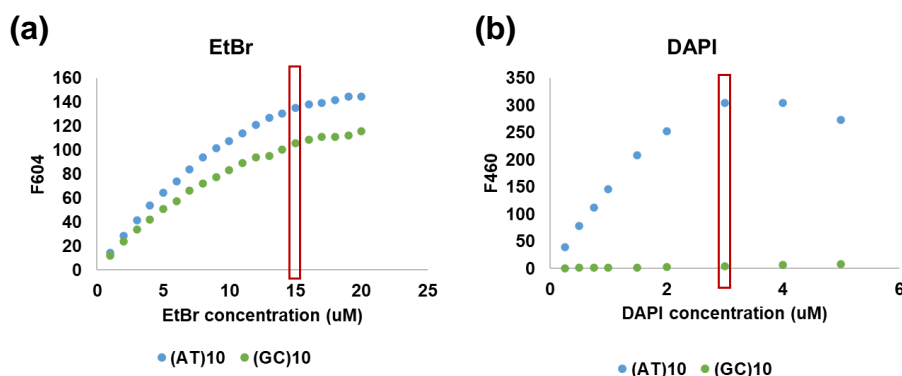 (a)
EtBr
160
140
120
100
80
60
40
20
0
F604
0 5 10 15 20 25
EtBr concentration (uM)
(AT)10 (GC)10
(b)
DAPI
350
300
250
200
150
100
50
0
F460
0 2 4 6
DAPI concentration (uM)
(AT)10 (GC)10